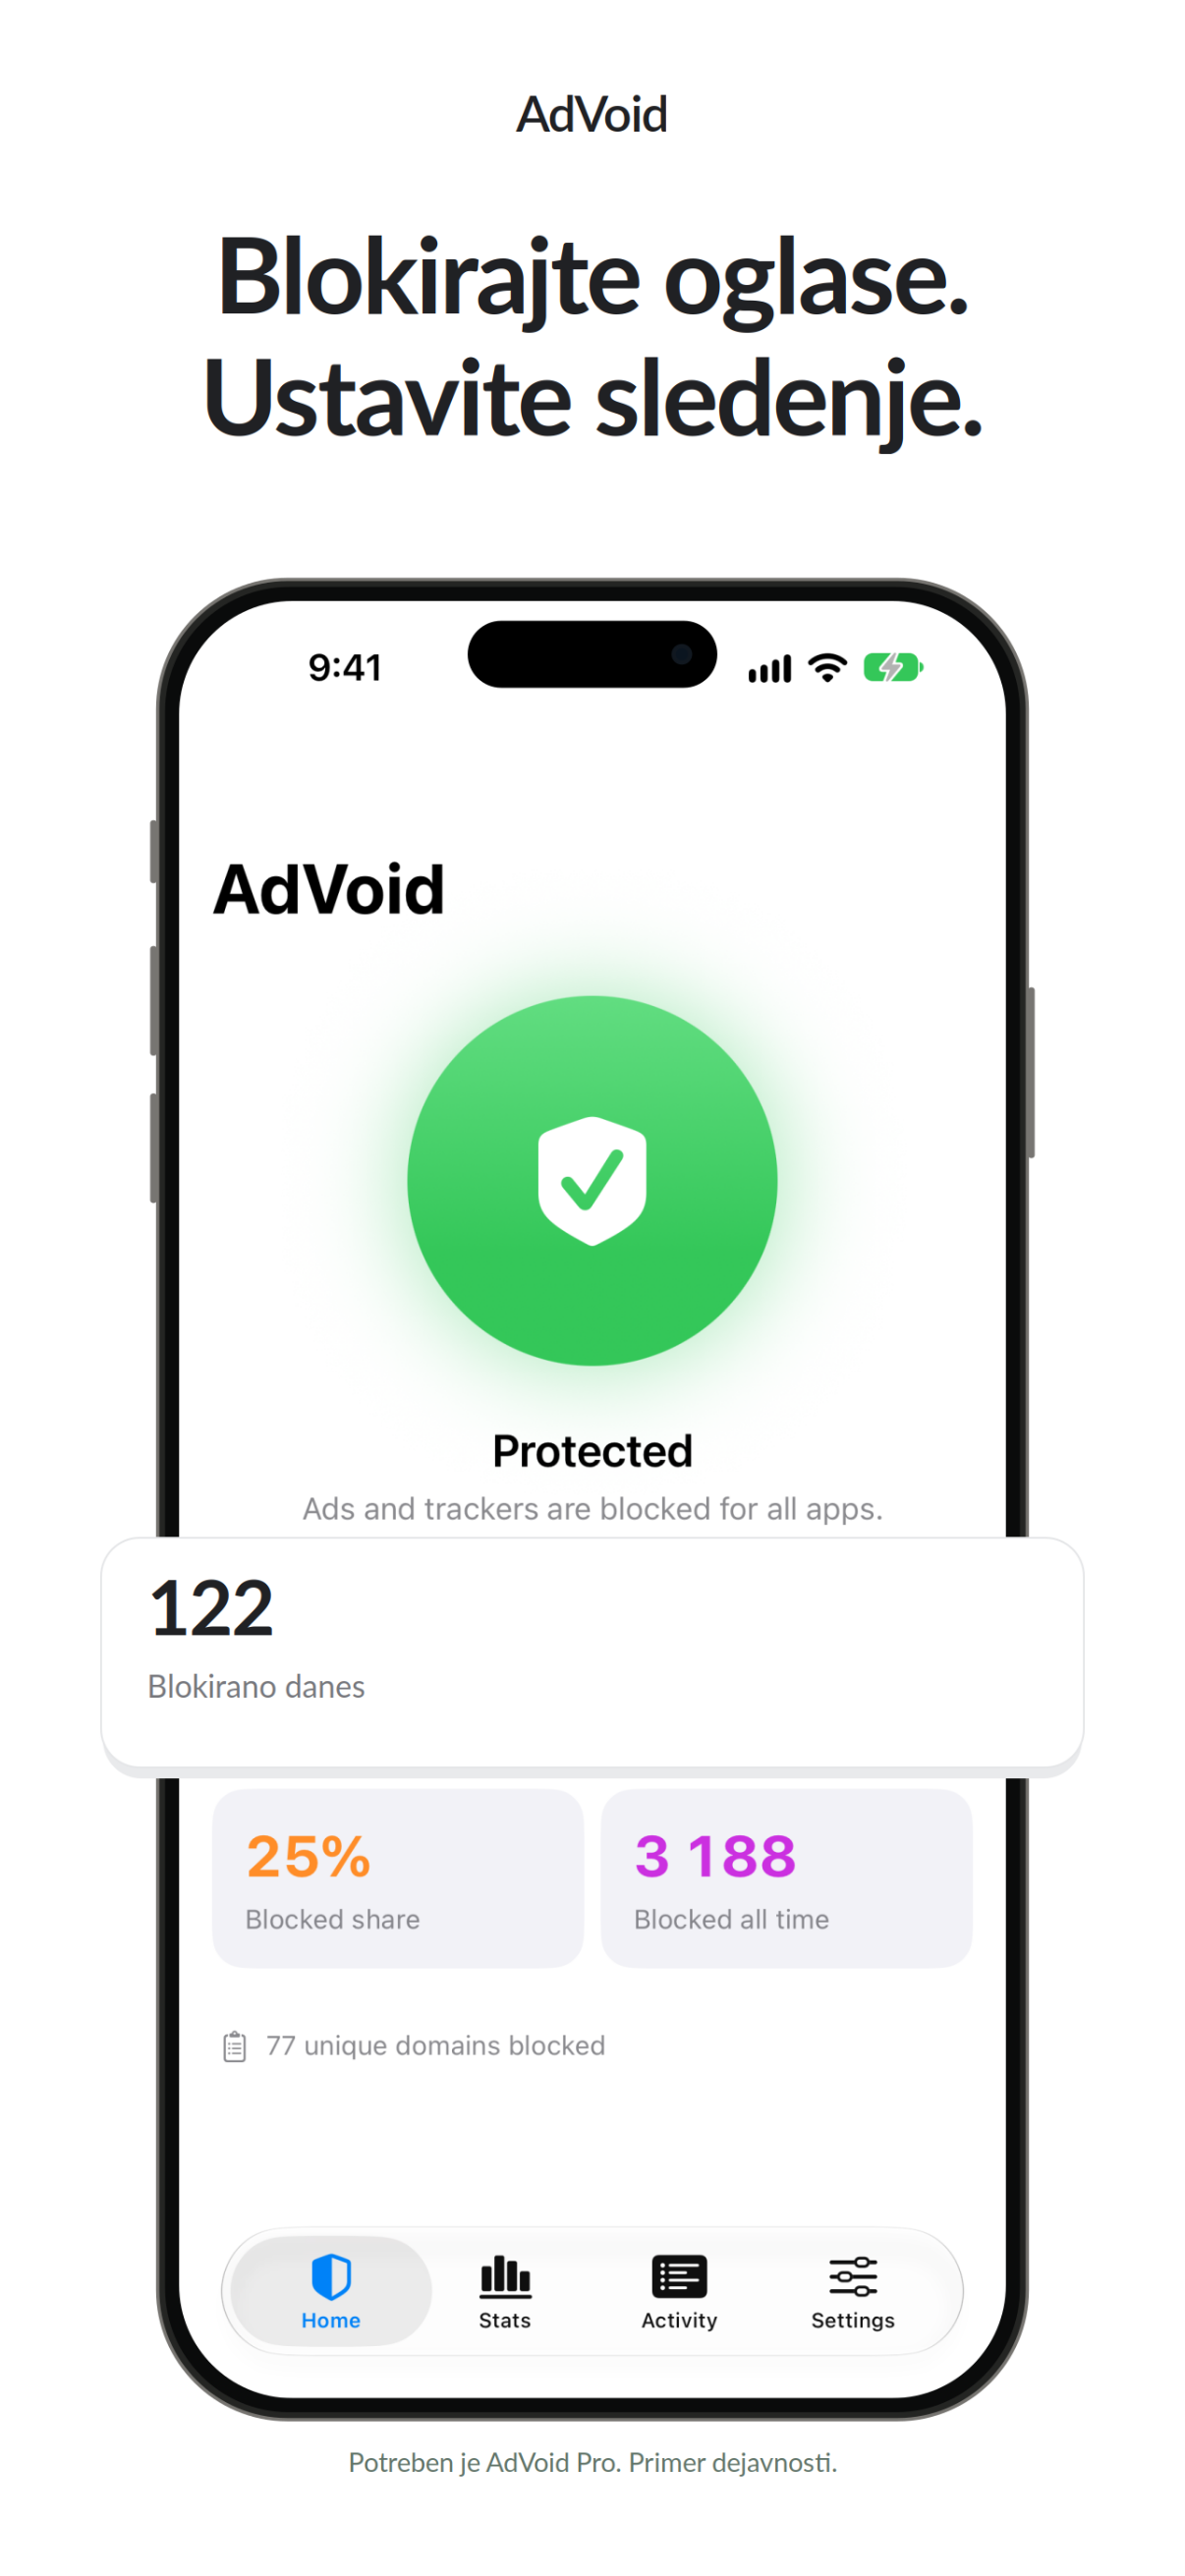 AdVoid
Blokirajte oglase.
Ustavite sledenje.
9:41
AdVoid
Protected
Ads and trackers are blocked for all apps.
122
Blokirano danes
25%
Blocked share
3 188
Blocked all time
77 unique domains blocked
Home
Stats
Activity
Settings
Potreben je AdVoid Pro. Primer dejavnosti.